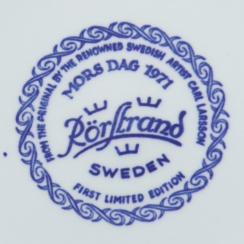 FROM THE ORIGINAL BY THE RENOWNED SWEDISH ARTIST CARL LARSSON
MORS DAG 1971
Rörstrand
SWEDEN
FIRST LIMITED EDITION